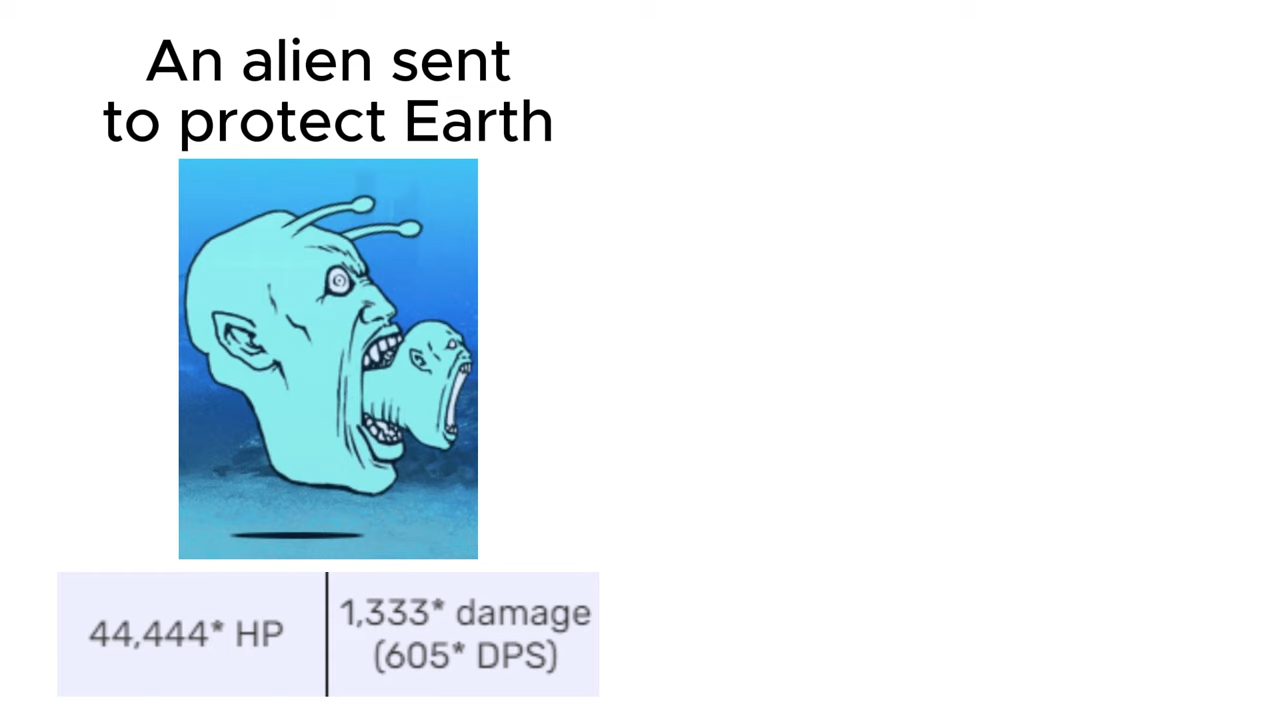 An alien sent
to protect Earth
44,444* HP
1,333* damage
(605* DPS)